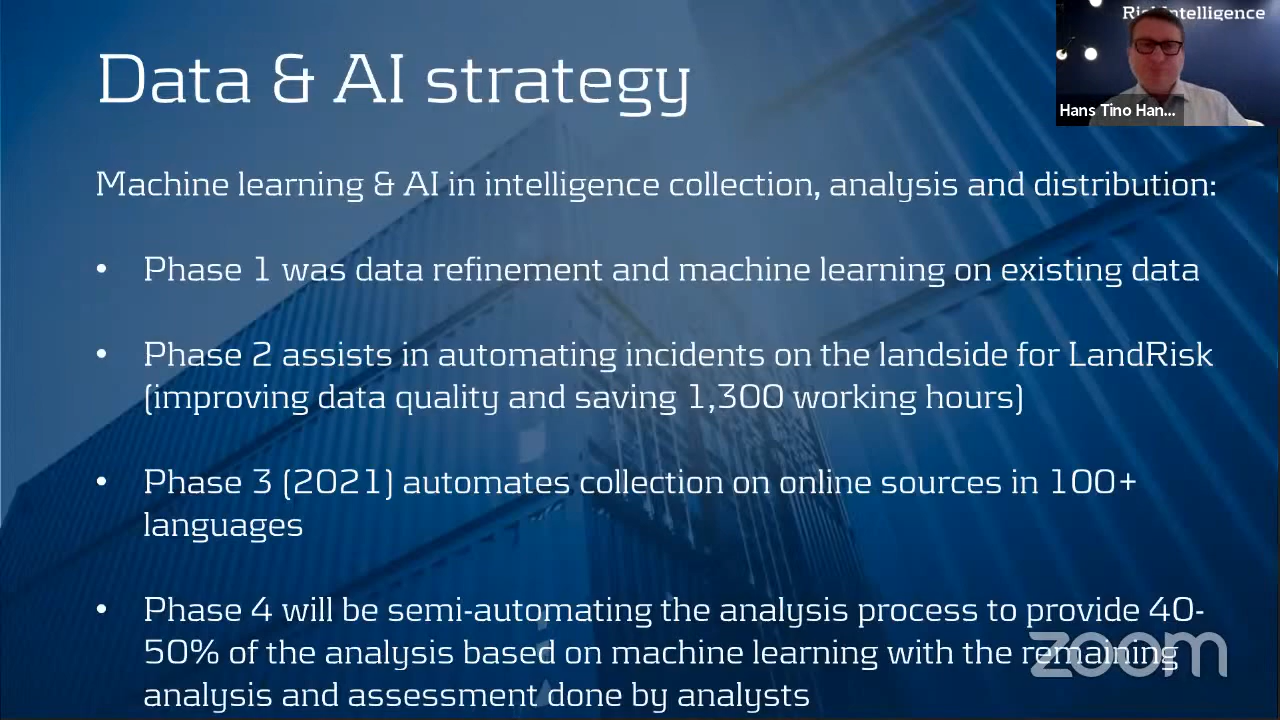 Risk Intelligence
Hans Tino Han...
Data & AI strategy
Machine learning & AI in intelligence collection, analysis and distribution:
• Phase 1 was data refinement and machine learning on existing data
• Phase 2 assists in automating incidents on the landside for LandRisk
(improving data quality and saving 1,300 working hours)
• Phase 3 (2021) automates collection on online sources in 100+
languages
• Phase 4 will be semi-automating the analysis process to provide 40-
50% of the analysis based on machine learning with the remaining
analysis and assessment done by analysts
zoom